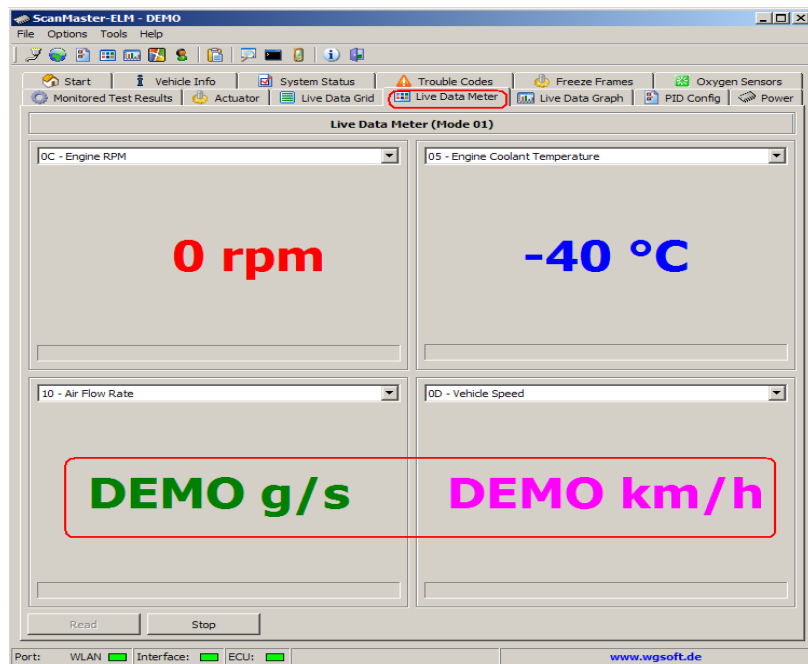 ScanMaster-ELM - DEMO
File Options Tools Help
Start Vehicle Info System Status Trouble Codes Freeze Frames Oxygen Sensors
Monitored Test Results Actuator Live Data Grid Live Data Meter Live Data Graph PID Config Power
Live Data Meter (Mode 01)
0C - Engine RPM 05 - Engine Coolant Temperature
0 rpm -40 °C
10 - Air Flow Rate 0D - Vehicle Speed
DEMO g/s DEMO km/h
Read Stop
Port: WLAN Interface: ECU: www.wgsoft.de